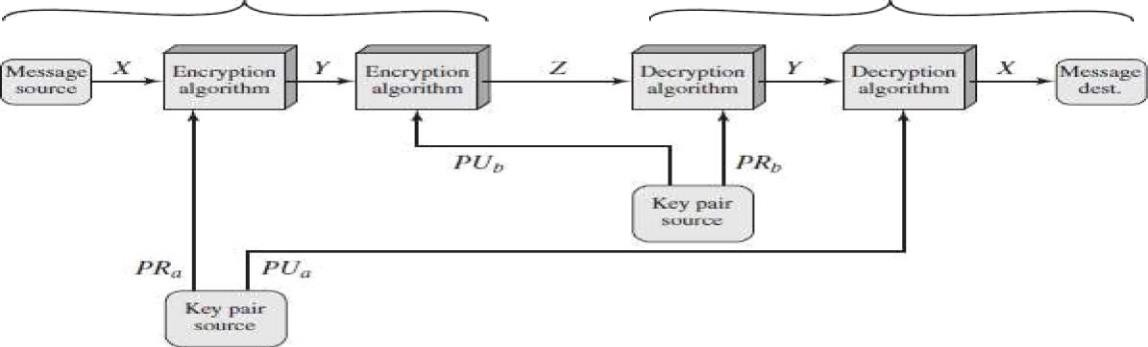 Message
source
X
Encryption
algorithm
Y
Encryption
algorithm
Z
Decryption
algorithm
Y
Decryption
algorithm
X
Message
dest.
PUb
PRb
Key pair
source
PRa
PUa
Key pair
source